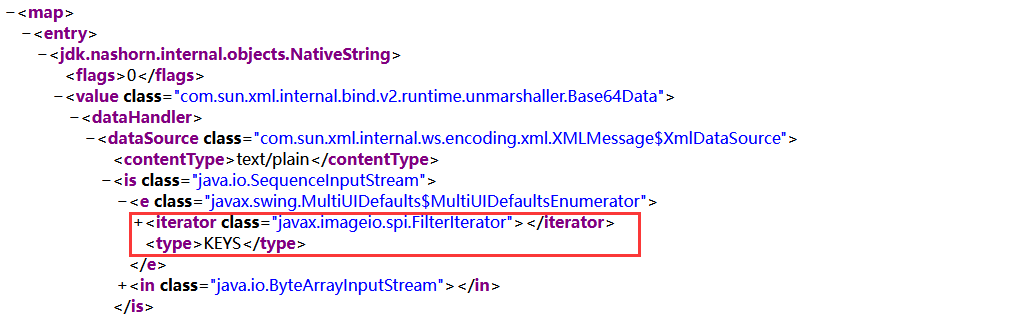 −<map>
−<entry>
−<jdk.nashorn.internal.objects.NativeString>
<flags>0</flags>
−<value class="com.sun.xml.internal.bind.v2.runtime.unmarshaller.Base64Data">
−<dataHandler>
−<dataSource class="com.sun.xml.internal.ws.encoding.xml.XMLMessage$XmlDataSource">
<contentType>text/plain</contentType>
−<is class="java.io.SequenceInputStream">
−<e class="javax.swing.MultiUIDefaults$MultiUIDefaultsEnumerator">
+<iterator class="javax.imageio.spi.FilterIterator"></iterator>
<type>KEYS</type>
</e>
+<in class="java.io.ByteArrayInputStream"></in>
</is>